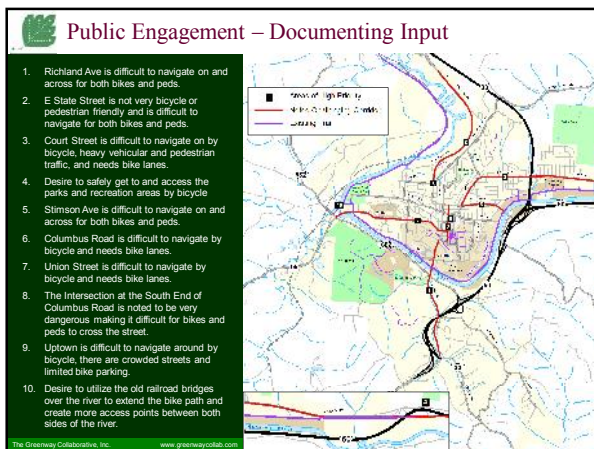 Public Engagement – Documenting Input
1. Richland Ave is difficult to navigate on and
across for both bikes and peds.
2. E State Street is not very bicycle or
pedestrian friendly and is difficult to
navigate for both bikes and peds.
3. Court Street is difficult to navigate on by
bicycle, heavy vehicular and pedestrian
traffic, and needs bike lanes.
4. Desire to safely get to and access the
parks and recreation areas by bicycle
5. Stimson Ave is difficult to navigate on and
across for both bikes and peds.
6. Columbus Road is difficult to navigate by
bicycle and needs bike lanes.
7. Union Street is difficult to navigate by
bicycle and needs bike lanes.
8. The Intersection at the South End of
Columbus Road is noted to be very
dangerous making it difficult for bikes and
peds to cross the street.
9. Uptown is difficult to navigate around by
bicycle, there are crowded streets and
limited bike parking.
10. Desire to utilize the old railroad bridges
over the river to extend the bike path and
create more access points between both
sides of the river.
Areas of High Priority
The Greenway Collaborative, Inc. www.greenwaycollab.com